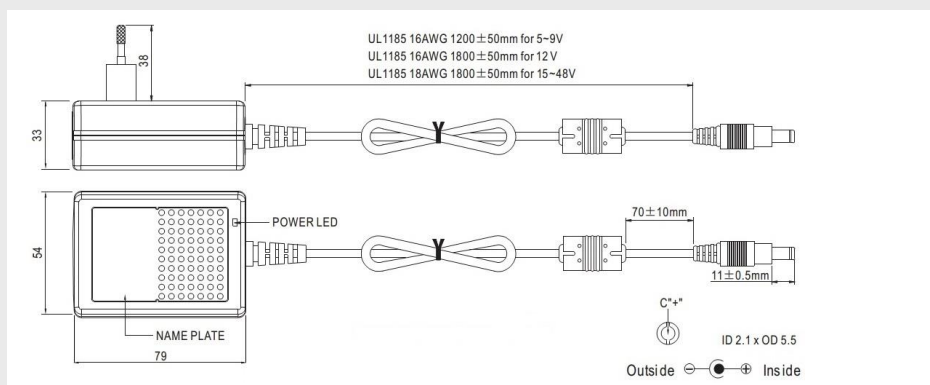 UL1185 16AWG 1200±50mm for 5~9V
UL1185 16AWG 1800±50mm for 12V
UL1185 18AWG 1800±50mm for 15~48V
38
33
54
POWER LED
70±10mm
11±0.5mm
NAME PLATE
79
C"+"
ID 2.1 x OD 5.5
Outside ⊖ ⊕ Inside